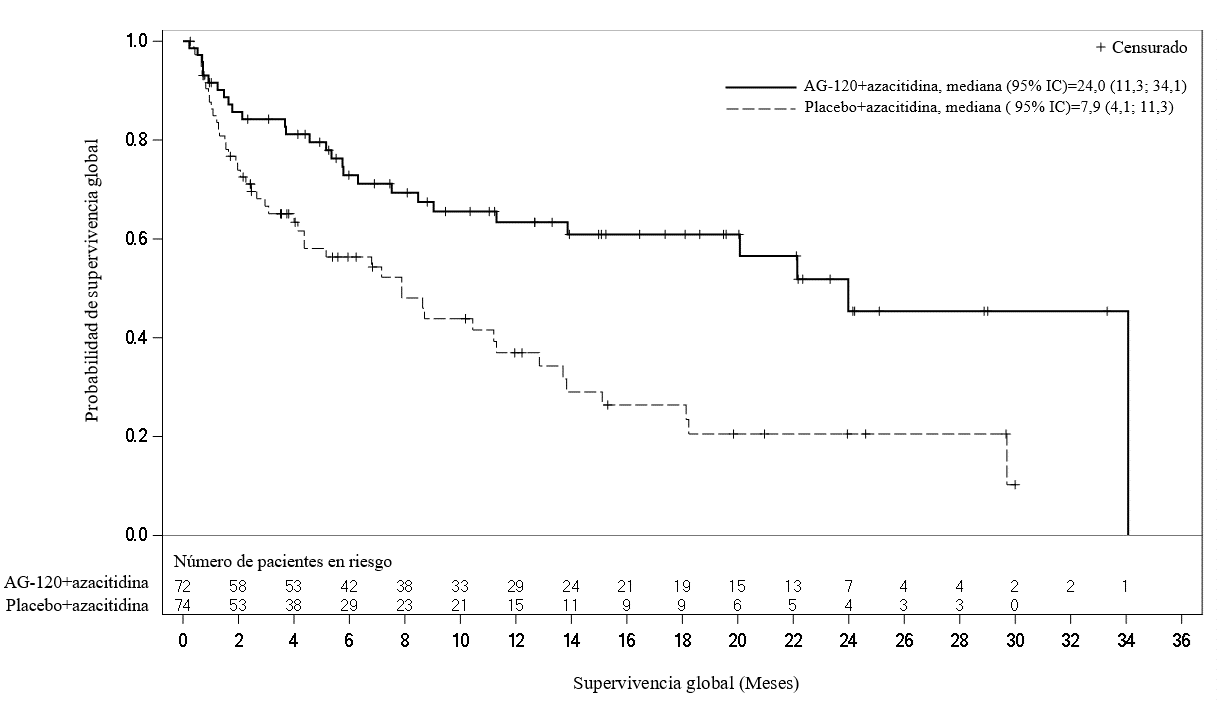 + Censurado
AG-120+azacitidina, mediana (95% IC)=24,0 (11,3; 34,1)
Placebo+azacitidina, mediana ( 95% IC)=7,9 (4,1; 11,3)
Probabilidad de supervivencia global
1.0
0.8
0.6
0.4
0.2
0.0
Número de pacientes en riesgo
AG-120+azacitidina 72 58 53 42 38 33 29 24 21 19 15 13 7 4 4 2 2 1
Placebo+azacitidina 74 53 38 29 23 21 15 11 9 9 6 5 4 3 3 0
0 2 4 6 8 10 12 14 16 18 20 22 24 26 28 30 32 34 36
Supervivencia global (Meses)